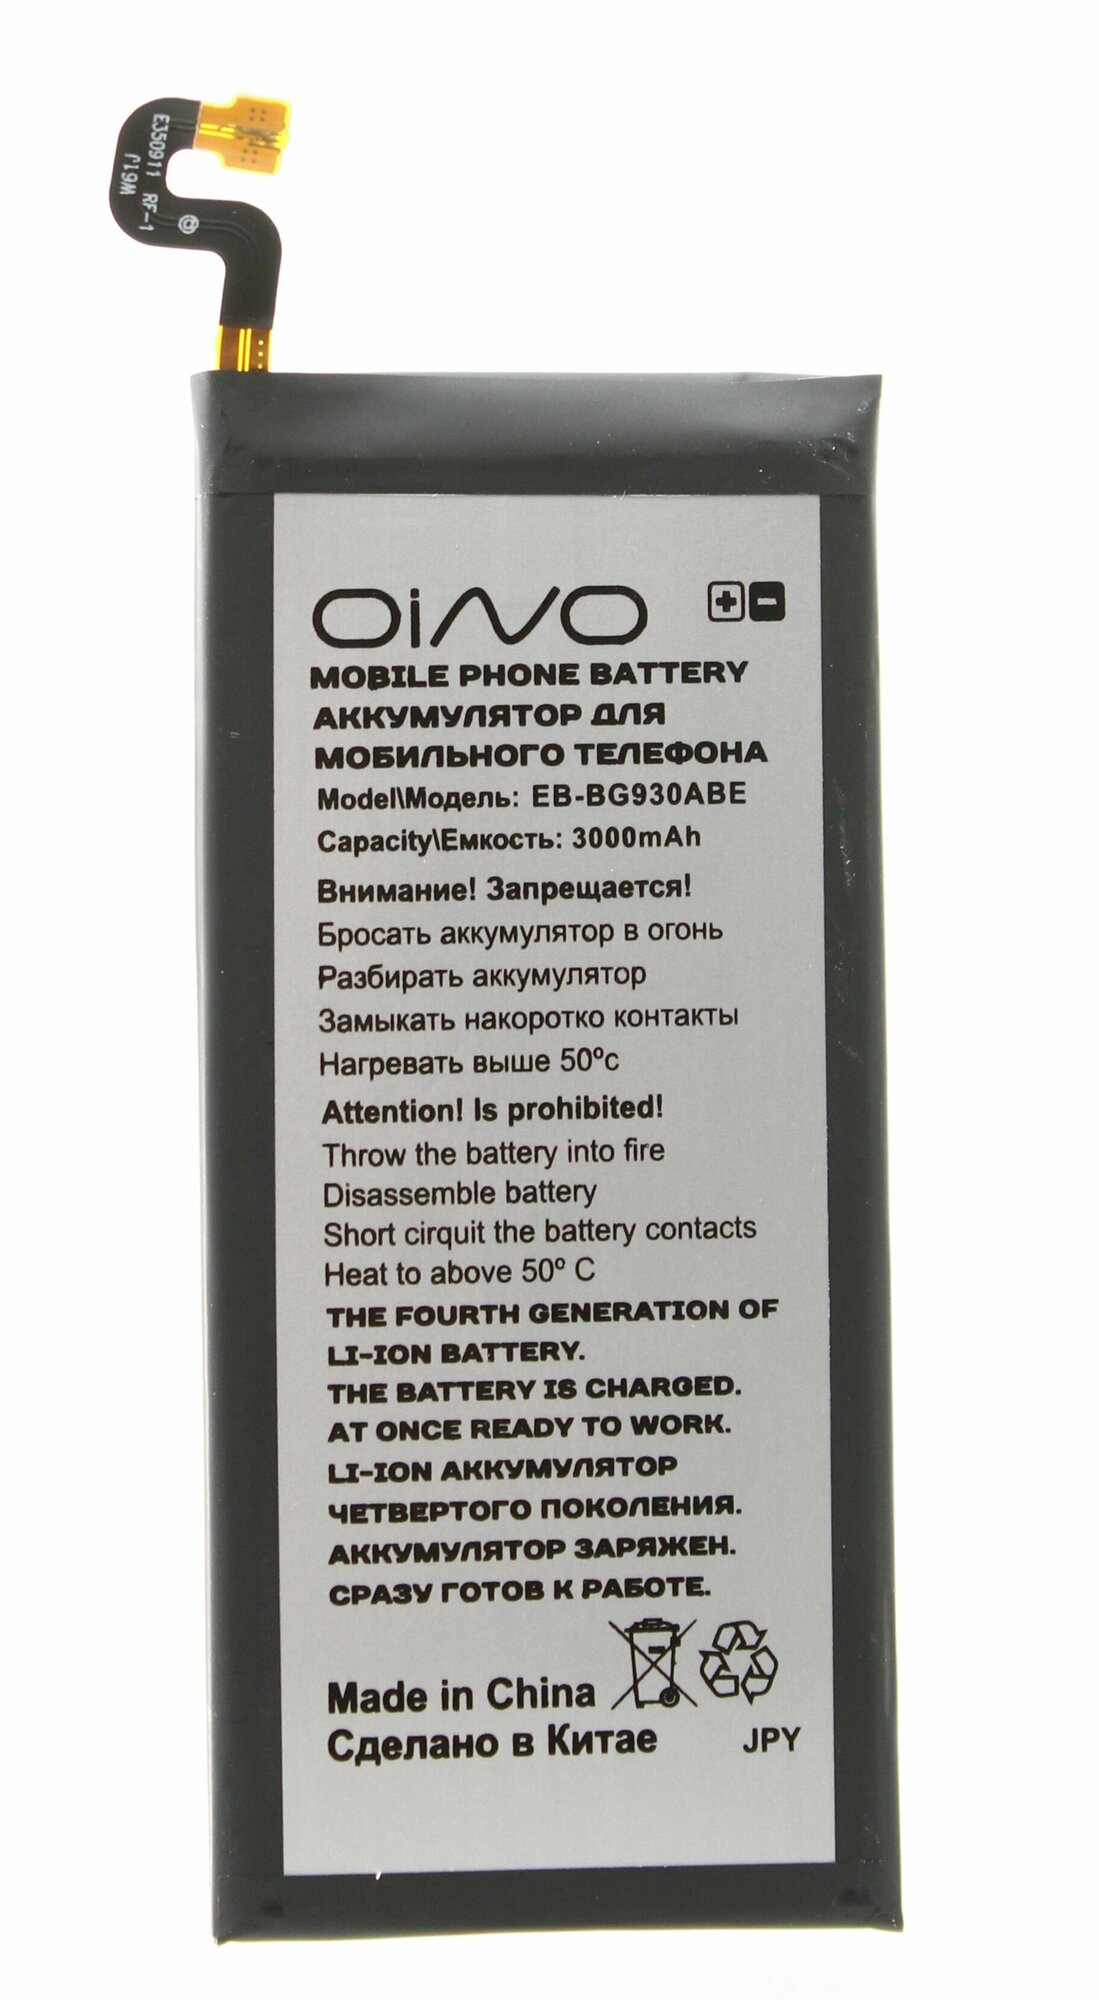 E350911 RF-1
J19M
OiNO
MOBILE PHONE BATTERY
АККУМУЛЯТОР ДЛЯ
МОБИЛЬНОГО ТЕЛЕФОНА
Model\Модель: EB-BG930ABE
Capacity\Емкость: 3000mAh
Внимание! Запрещается!
Бросать аккумулятор в огонь
Разбирать аккумулятор
Замыкать накоротко контакты
Нагревать выше 50ºс
Attention! Is prohibited!
Throw the battery into fire
Disassemble battery
Short cirquit the battery contacts
Heat to above 50º C
THE FOURTH GENERATION OF
LI-ION BATTERY.
THE BATTERY IS CHARGED.
AT ONCE READY TO WORK.
LI-ION АККУМУЛЯТОР
ЧЕТВЕРТОГО ПОКОЛЕНИЯ.
АККУМУЛЯТОР ЗАРЯЖЕН.
СРАЗУ ГОТОВ К РАБОТЕ.
Made in China
Сделано в Китае JPY